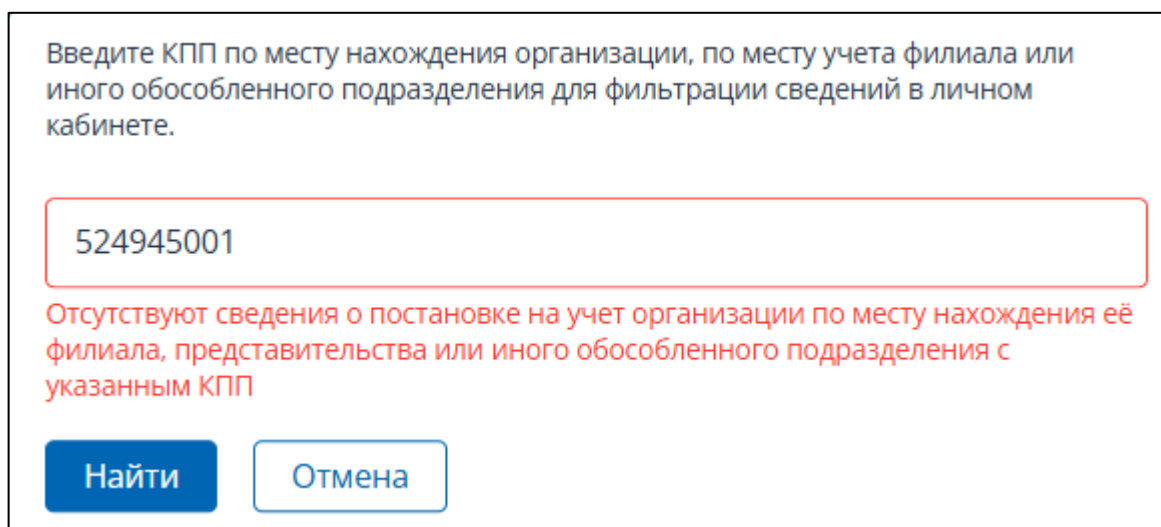 Введите КПП по месту нахождения организации, по месту учета филиала или
иного обособленного подразделения для фильтрации сведений в личном
кабинете.
524945001
Отсутствуют сведения о постановке на учет организации по месту нахождения её
филиала, представительства или иного обособленного подразделения с
указанным КПП
Найти
Отмена